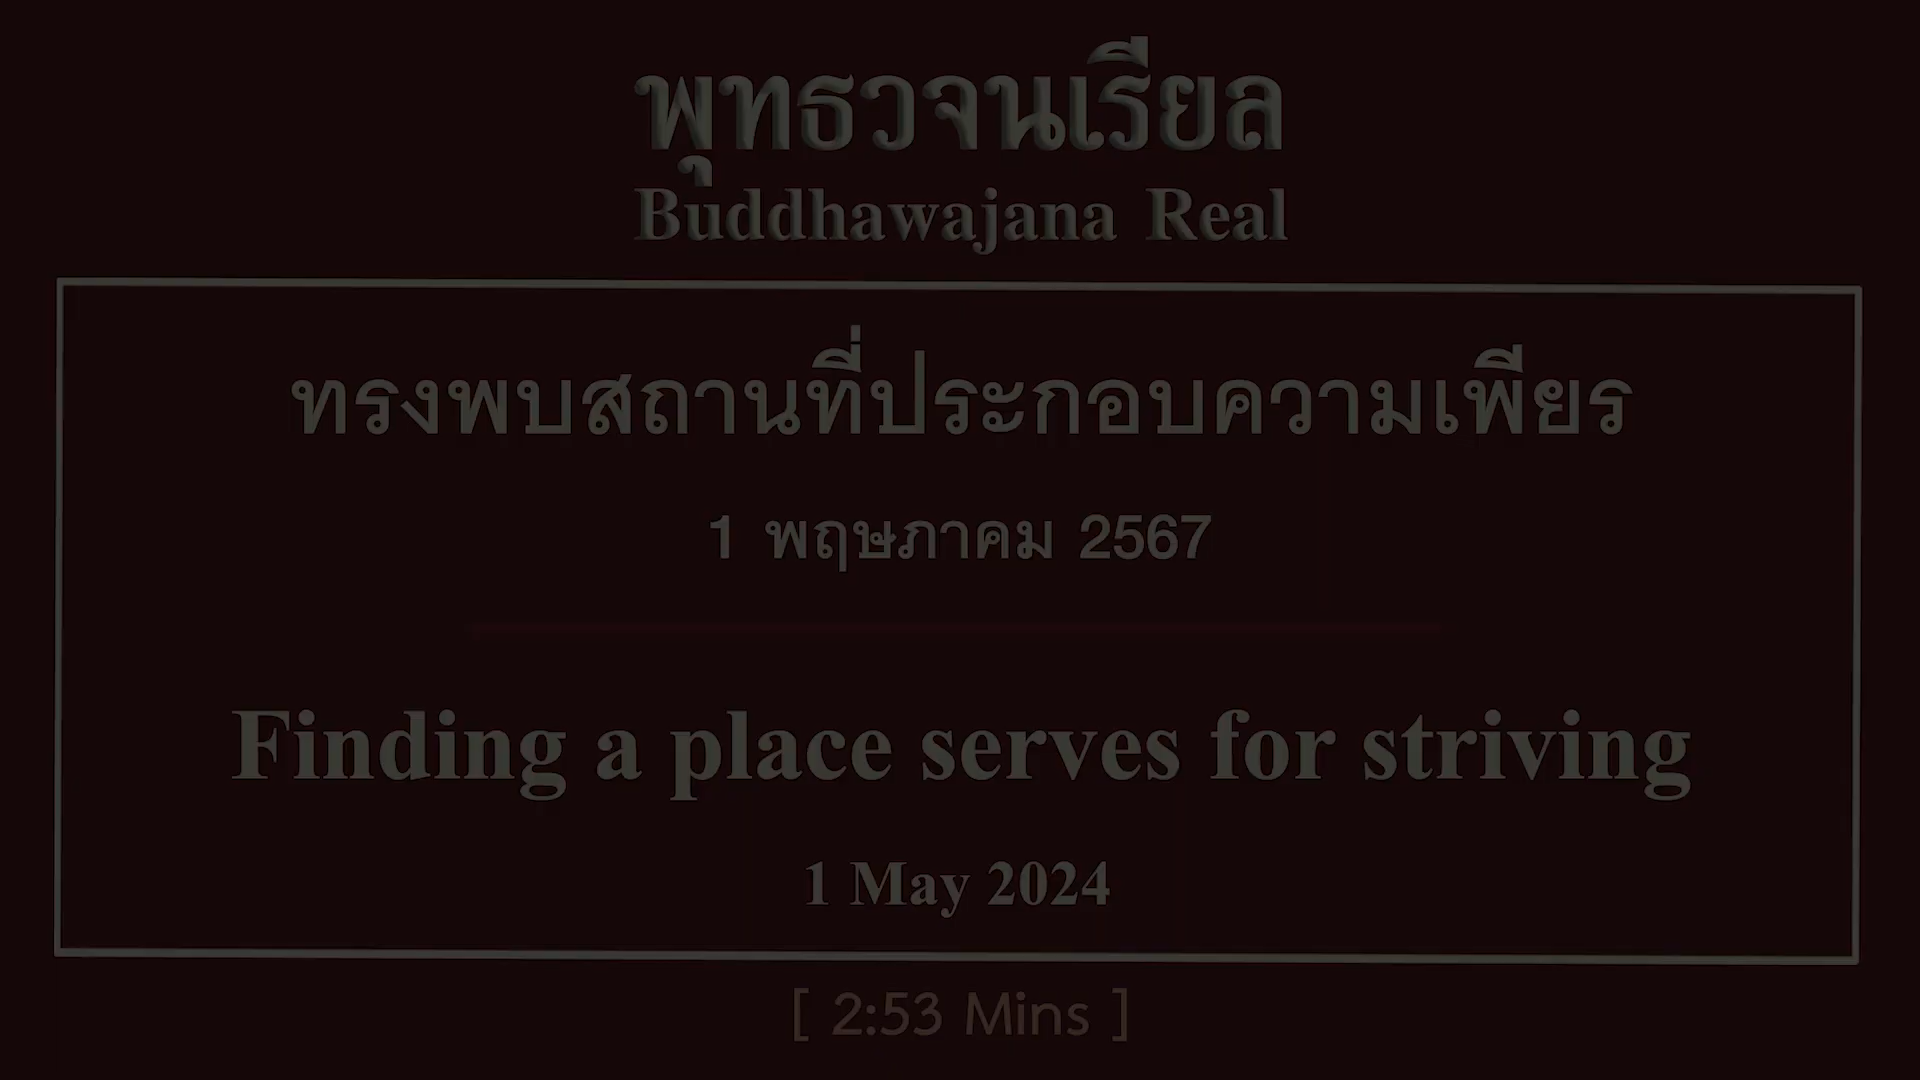 พุทธวจนเรียล
Buddhawajana Real
ทรงพบสถานที่ประกอบความเพียร
1 พฤษภาคม 2567
Finding a place serves for striving
1 May 2024
[ 2:53 Mins ]